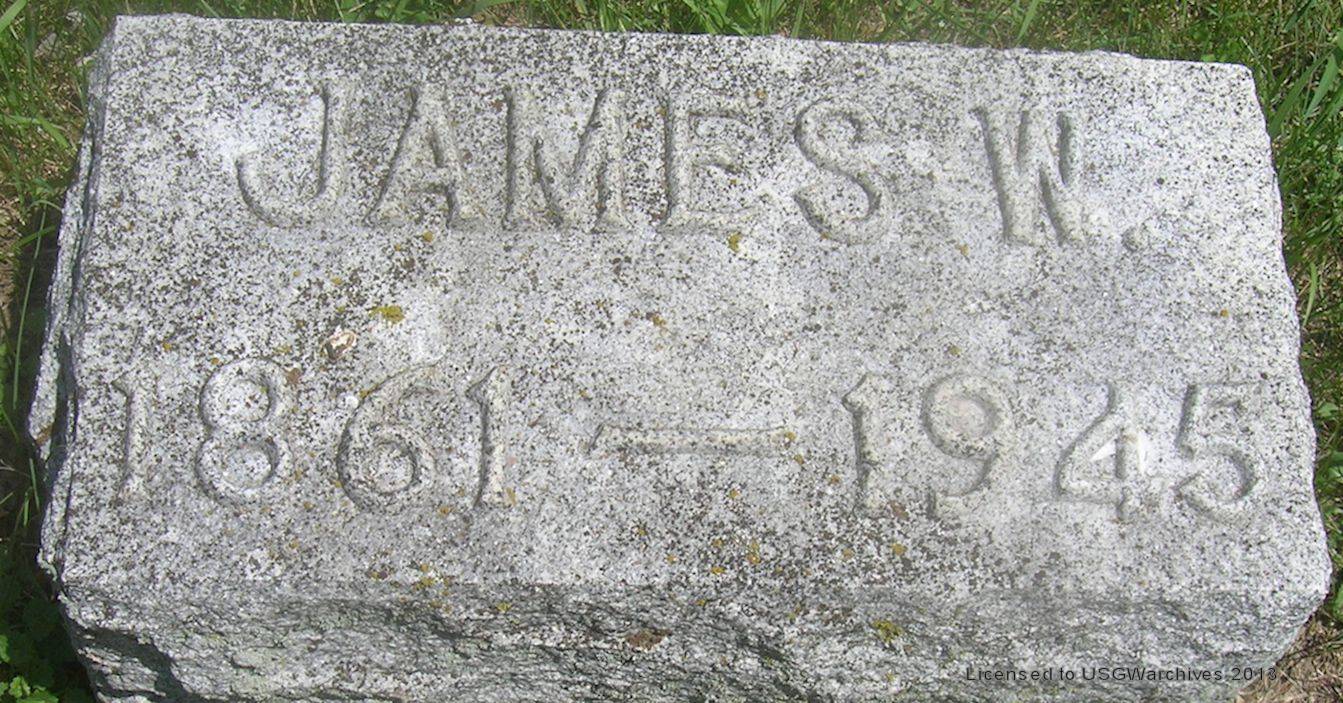 JAMES W.
1861 — 1945
Licensed to USGWarchives 2013